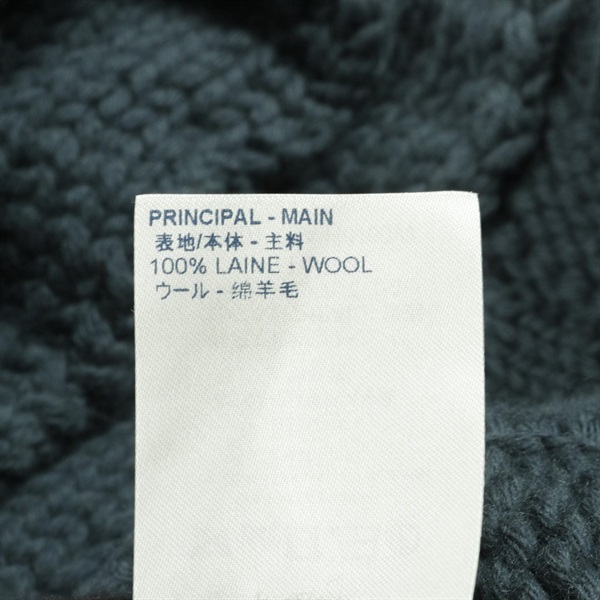 PRINCIPAL - MAIN
表地/本体 - 主料
100% LAINE - WOOL
ウール - 绵羊毛